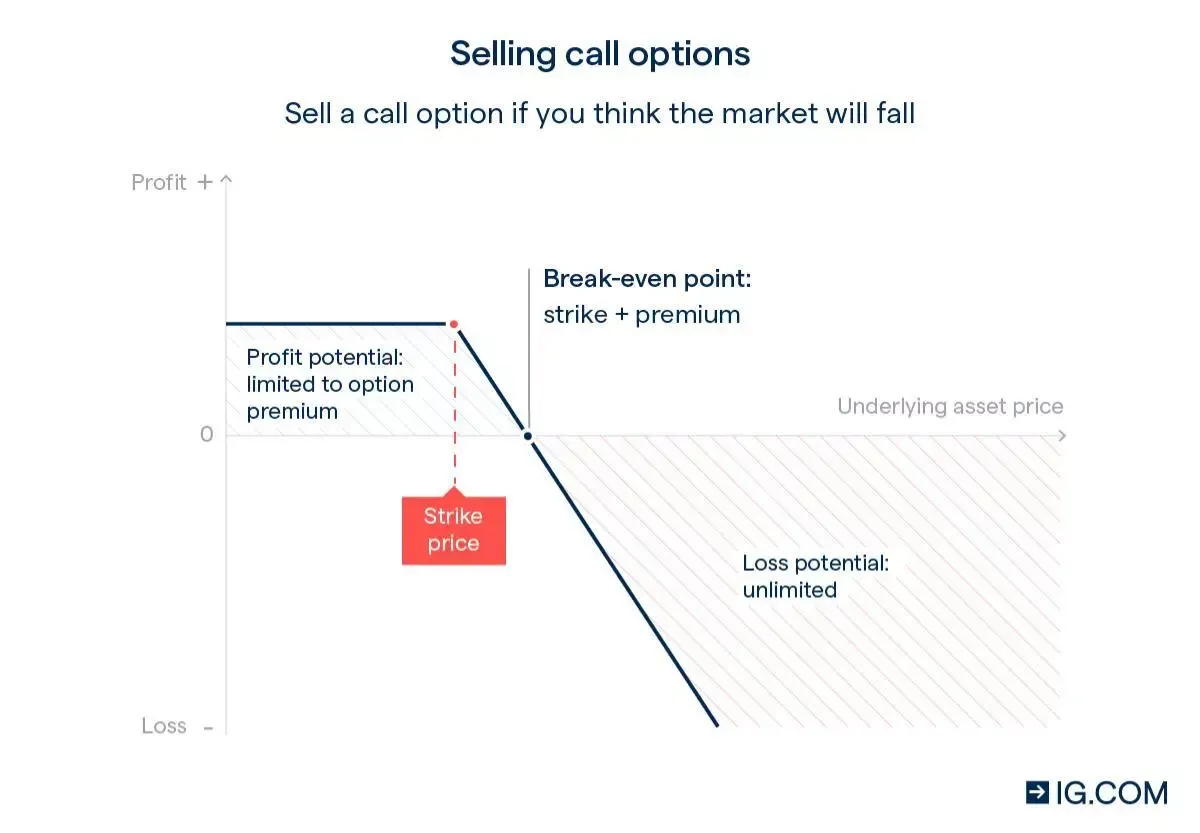 Selling call options
Sell a call option if you think the market will fall
Profit +
Break-even point:
strike + premium
Profit potential:
limited to option
premium
Underlying asset price
0
Strike
price
Loss potential:
unlimited
Loss -
IG.COM